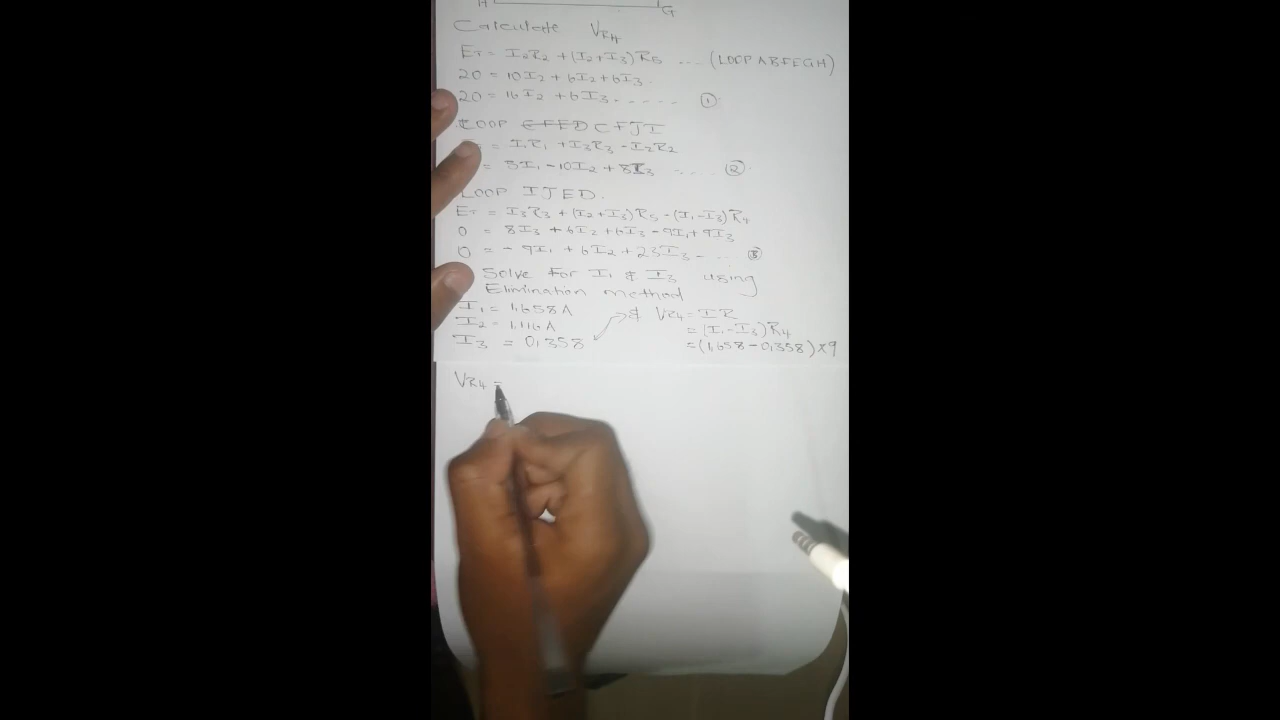 H G
Calculate VR4
ET = I2R2 + (I2+I3)R5 ... (LOOP ABFEGH)
20 = 10I2 + 6I2 + 6I3
20 = 16I2 + 6I3 ...... ①
LOOP CFJI
= I1R1 + I3R3 - I2R2
= 8I1 - 10I2 + 8I3 .... ②
LOOP IJED.
ET = I3R3 + (I2+I3)R5 - (I1-I3)R4
0 = 8I3 + 6I2 + 6I3 - 9I1 + 9I3
0 = - 9I1 + 6I2 + 23I3 ... ③
Solve for I1 & I3 using
Elimination method
I1 = 1,658A & VR4 = IR
I2 = 1,116A = (I1-I3)R4
I3 = 0,358 = (1,658 - 0,358) × 9
VR4 =